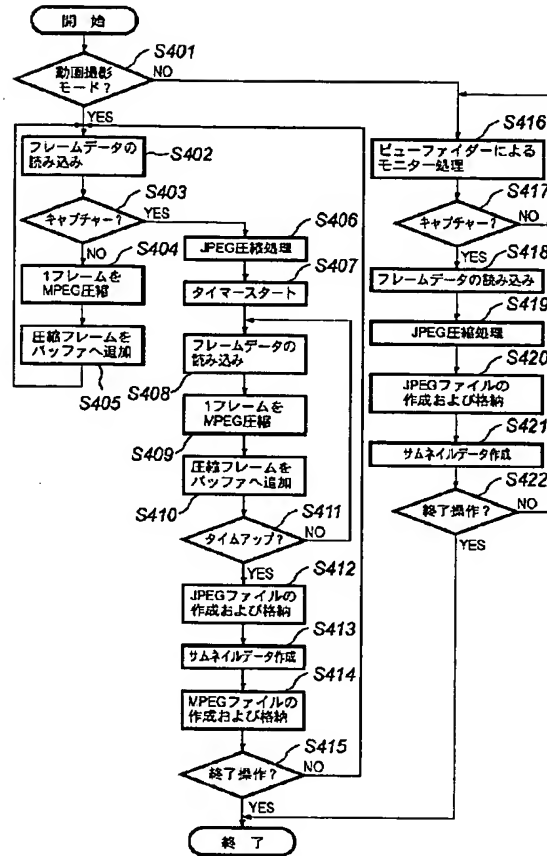 開始
S401
動画撮影
モード？
NO
YES
フレームデータの
読み込み
S402
S403
キャプチャー？
YES
NO
S404
1フレームを
MPEG圧縮
圧縮フレームを
バッファへ追加
S405
S406
JPEG圧縮処理
S407
タイマースタート
フレームデータの
読み込み
S408
1フレームを
MPEG圧縮
S409
圧縮フレームを
バッファへ追加
S410
S411
タイムアップ？
NO
YES
S412
JPEGファイルの
作成および格納
S413
サムネイルデータ作成
S414
MPEGファイルの
作成および格納
S415
終了操作？
NO
YES
終了
S416
ビューファイダーによる
モニター処理
S417
キャプチャー？
NO
YES
S418
フレームデータの読み込み
S419
JPEG圧縮処理
S420
JPEGファイルの
作成および格納
S421
サムネイルデータ作成
S422
終了操作？
NO
YES